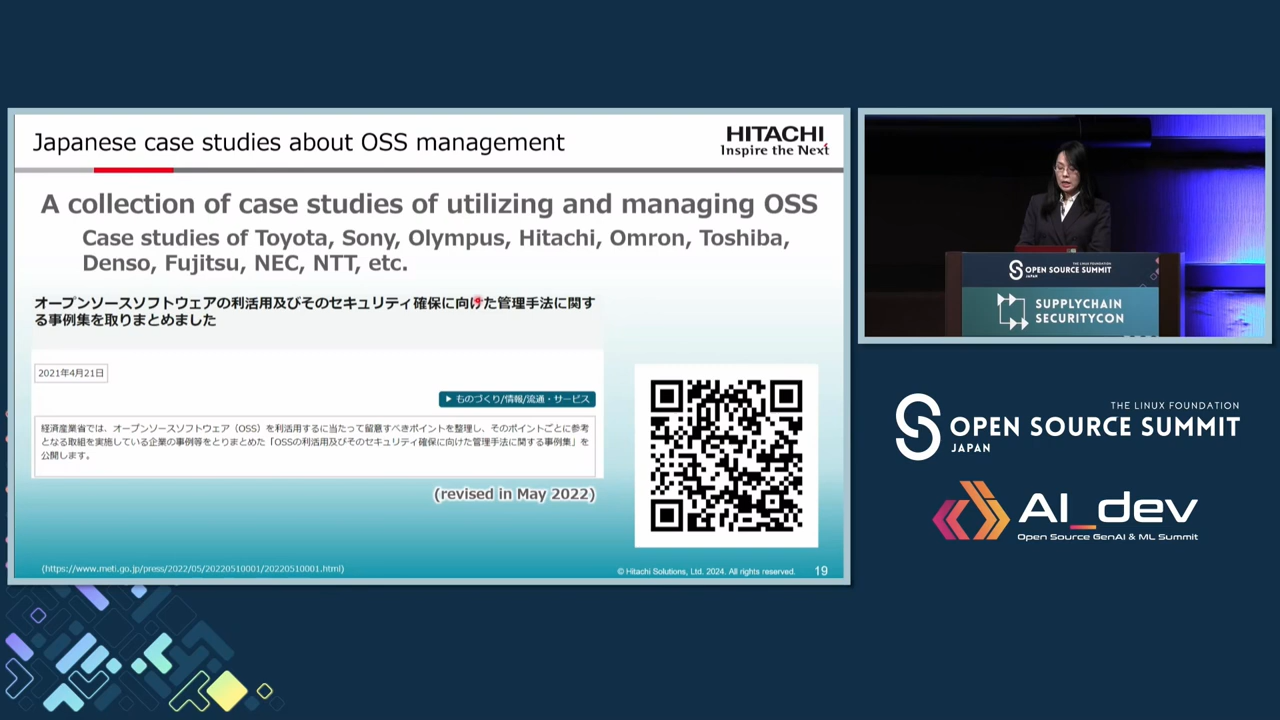 Japanese case studies about OSS management
HITACHI
Inspire the Next
A collection of case studies of utilizing and managing OSS
Case studies of Toyota, Sony, Olympus, Hitachi, Omron, Toshiba,
Denso, Fujitsu, NEC, NTT, etc.
オープンソースソフトウェアの利活用及びそのセキュリティ確保に向けた管理手法に関す
る事例集を取りまとめました
2021年4月21日
▶ ものづくり/情報/流通・サービス
経済産業省では、オープンソースソフトウェア（OSS）を利活用するに当たって留意すべきポイントを整理し、そのポイントごとに参考
となる取組を実施している企業の事例等をとりまとめた「OSSの利活用及びそのセキュリティ確保に向けた管理手法に関する事例集」を
公開します。
(revised in May 2022)
(https://www.meti.go.jp/press/2022/05/20220510001/20220510001.html)
© Hitachi Solutions, Ltd. 2024. All rights reserved.
19
THE LINUX FOUNDATION
OPEN SOURCE SUMMIT
JAPAN
SUPPLYCHAIN
SECURITYCON
THE LINUX FOUNDATION
OPEN SOURCE SUMMIT
JAPAN
AI_dev
Open Source GenAI & ML Summit